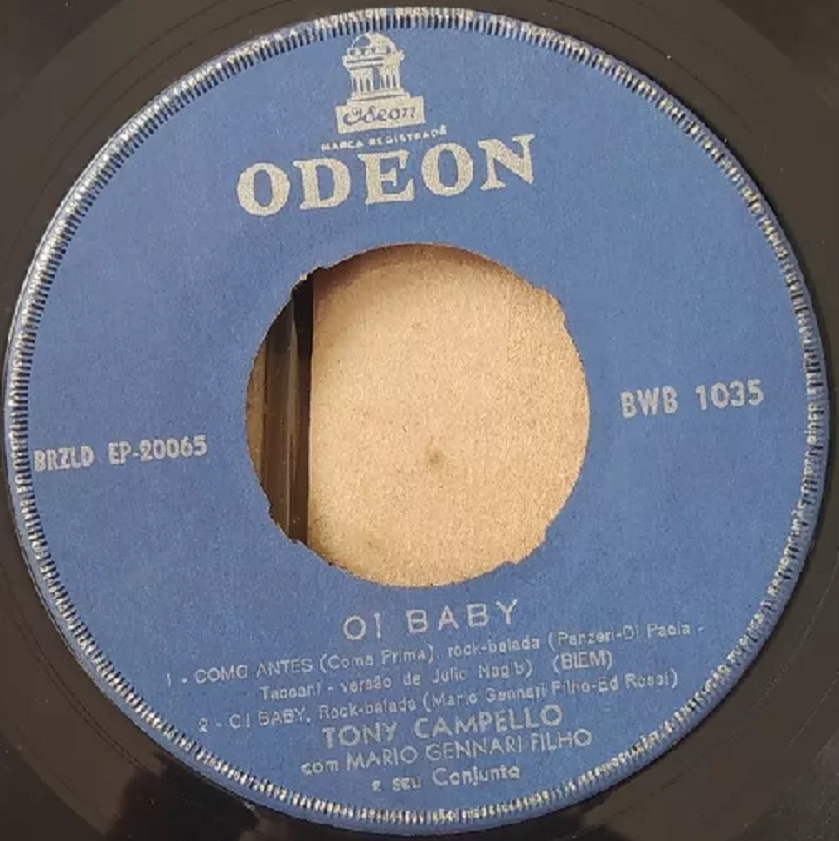 Odeon
MARCA REGISTRADA
ODEON
BWB 1035
BRZLD EP-20065
OI BABY
1 - COMO ANTES (Come Prima), rock-balada (Panzeri-Di Paola -
Taccani - versão de Julio Nagib) (BIEM)
2 - OI BABY, Rock-balada (Mario Gennari Filho-Ed Rossi)
TONY CAMPELLO
com MARIO GENNARI FILHO
e seu Conjunto